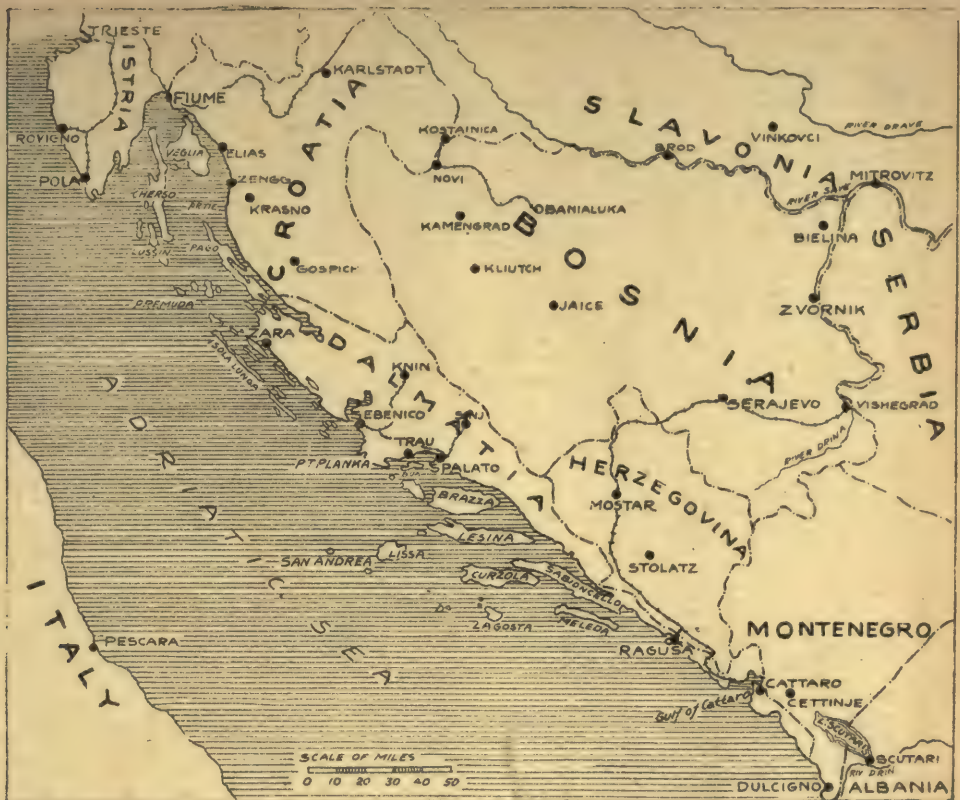 TRIESTE
ISTRIA
FIUME
KARLSTADT
SLAVONIA
RIVER DRAVE
VINKOVCI
ROVIGNO
VEGLIA
ELIAS
CROATIA
KOSTAINICA
BROD
POLA
CHERSO
ZENGG
NOVI
RIVER SAVE
MITROVITZ
KRASNO
KAMENGRAD
BANIALUKA
BOSNIA
BIELINA
SERBIA
LUSSIN
PAGO
GOSPICH
KLIUTCH
PREMUDA
JAICE
ZVORNIK
ZARA
ISOLA LUNGA
DALMATIA
KNIN
ADRIATIC SEA
SEBENICO
SINJ
SERAJEVO
VISHEGRAD
TRAU
PT. PLANKA
SPALATO
RIVER DRINA
HERZEGOVINA
BUA
BRAZZA
MOSTAR
LESINA
SAN ANDREA
LISSA
CURZOLA
SABIONCELLO
STOLATZ
ITALY
LAGOSTA
MELEDA
PESCARA
RAGUSA
MONTENEGRO
CATTARO
Gulf of Cattaro
CETTINJE
L. SCUTARI
SCALE OF MILES
0 10 20 30 40 50
SCUTARI
RIV DRIN
DULCIGNO
ALBANIA